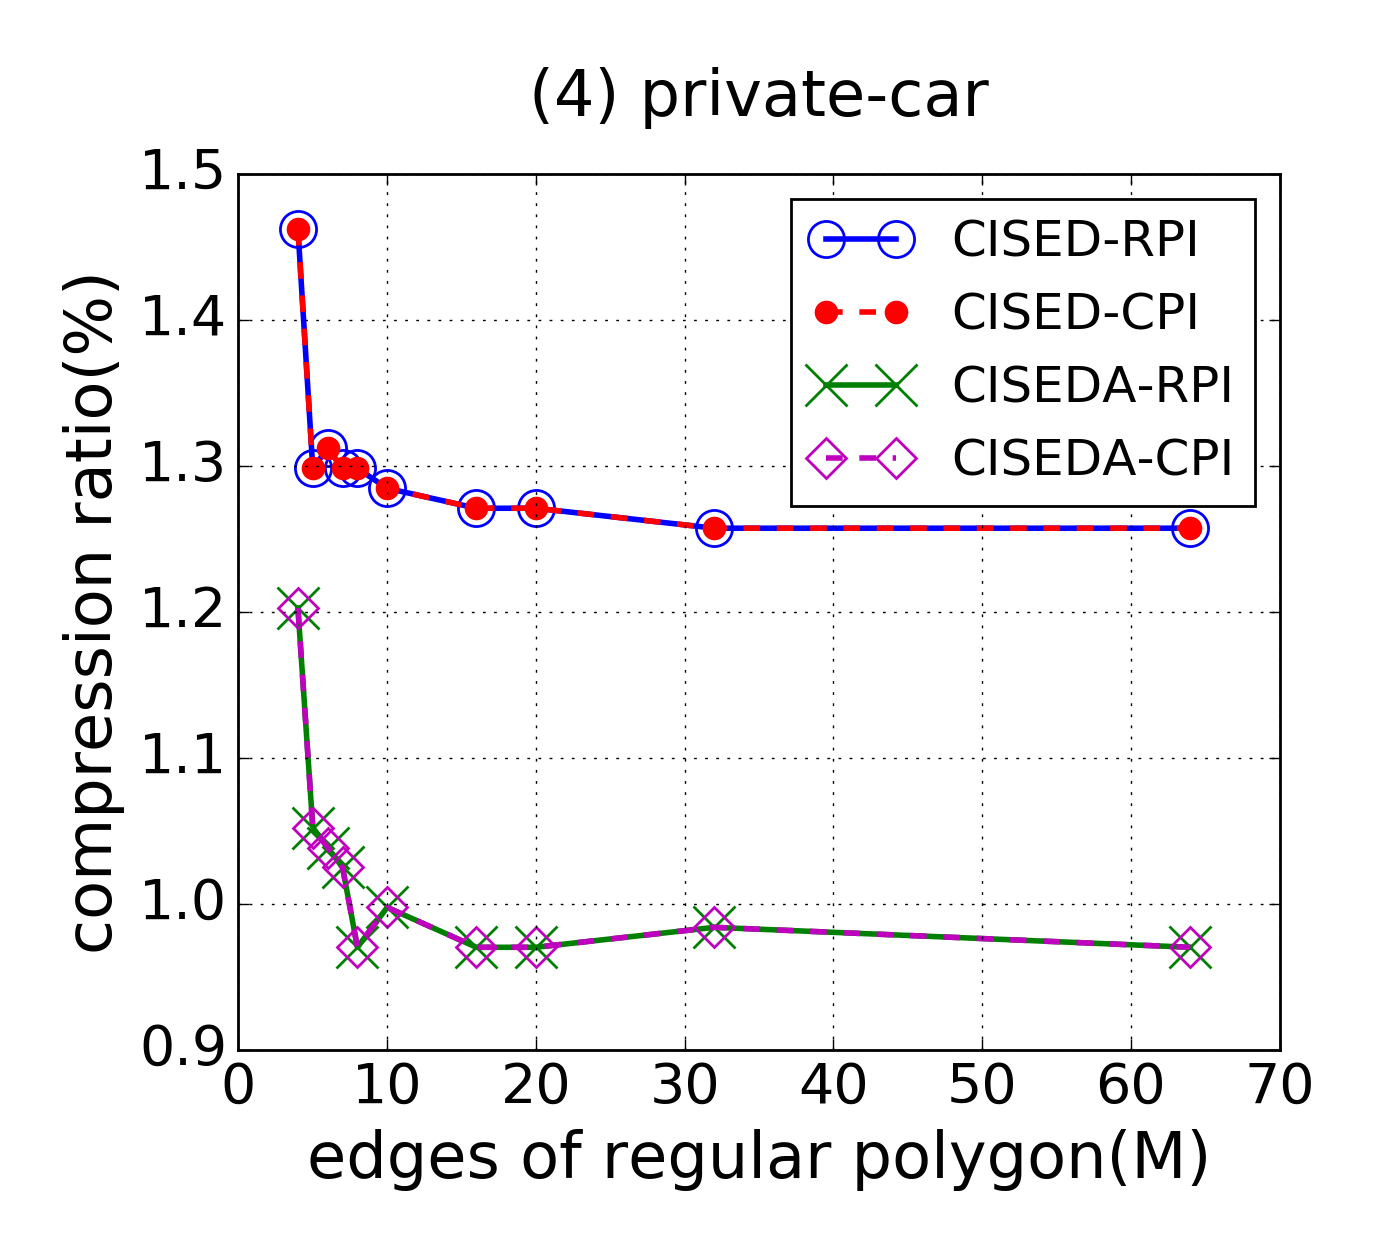 (4) private-car
1.5
1.4
1.3
1.2
1.1
1.0
0.9
compression ratio(%)
CISED-RPI
CISED-CPI
CISEDA-RPI
CISEDA-CPI
0 10 20 30 40 50 60 70
edges of regular polygon(M)